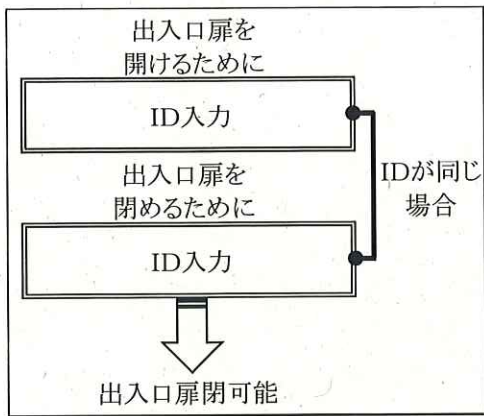 出入口扉を
開けるために
ID入力
出入口扉を
閉めるために
ID入力
IDが同じ
場合
出入口扉閉可能